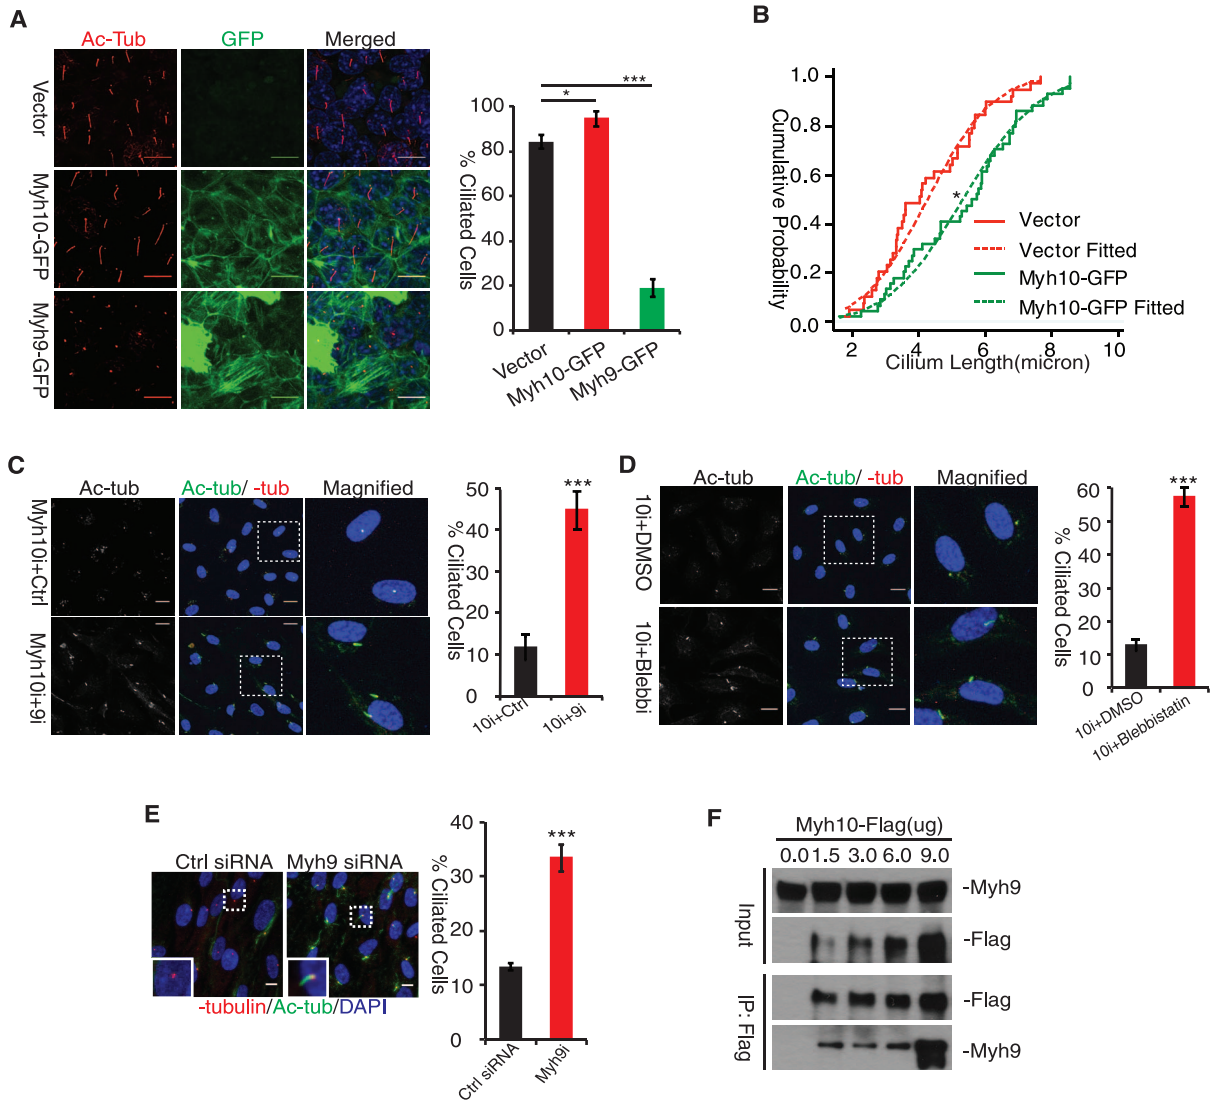 A
Ac-Tub
GFP
Merged
Vector
Myh10-GFP
Myh9-GFP
% Ciliated Cells
100
80
60
40
20
0
*
***
Vector
Myh10-GFP
Myh9-GFP
B
Cumulative Probability
1.0
0.8
0.6
0.4
0.2
0.0
*
Vector
Vector Fitted
Myh10-GFP
Myh10-GFP Fitted
2
4
6
8
10
Cilium Length(micron)
C
Ac-tub
Ac-tub/ -tub
Magnified
Myh10i+Ctrl
Myh10i+9i
% Ciliated Cells
50
40
30
20
10
0
***
10i+Ctrl
10i+9i
D
Ac-tub
Ac-tub/ -tub
Magnified
10i+DMSO
10i+Blebbi
% Ciliated Cells
60
50
40
30
20
10
0
***
10i+DMSO
10i+Blebbistatin
E
Ctrl siRNA
Myh9 siRNA
-tubulin/Ac-tub/DAPI
% Ciliated Cells
40
30
20
10
0
***
Ctrl siRNA
Myh9i
F
Myh10-Flag(ug)
0.0 1.5 3.0 6.0 9.0
Input
-Myh9
-Flag
IP: Flag
-Flag
-Myh9